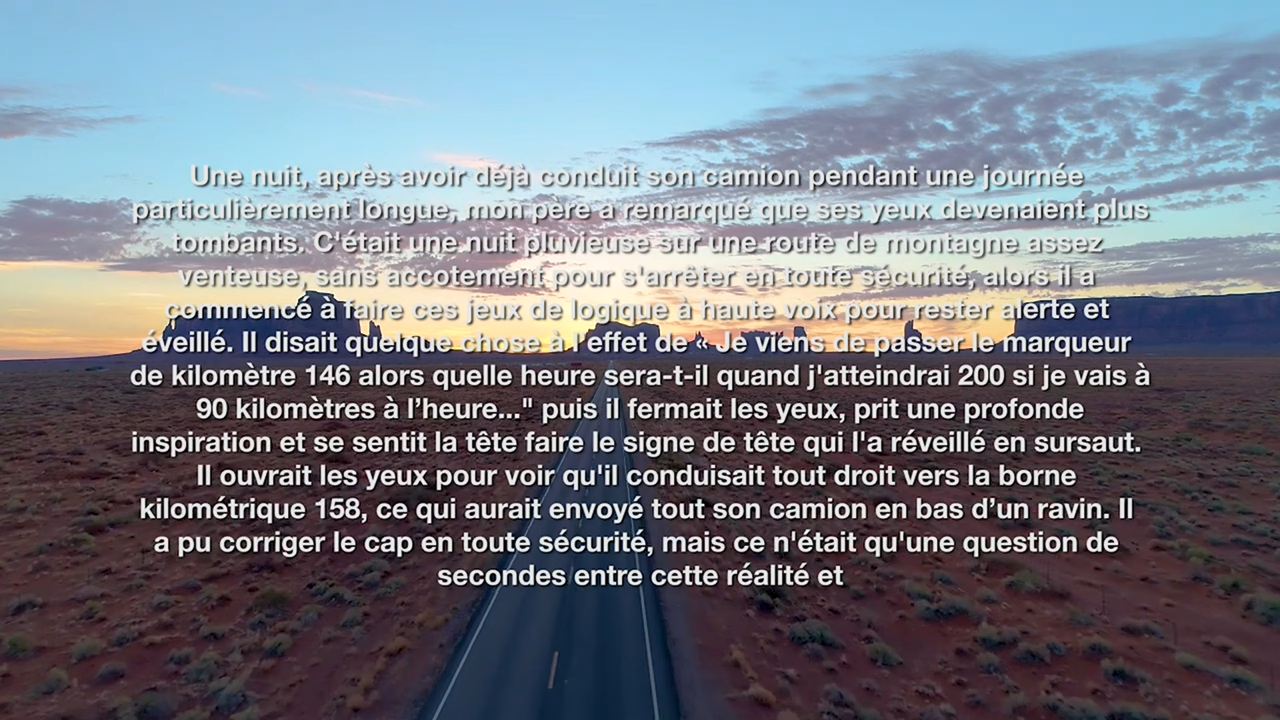 Une nuit, après avoir déjà conduit son camion pendant une journée
particulièrement longue, mon père a remarqué que ses yeux devenaient plus
tombants. C'était une nuit pluvieuse sur une route de montagne assez
venteuse, sans accotement pour s'arrêter en toute sécurité, alors il a
commencé à faire ces jeux de logique à haute voix pour rester alerte et
éveillé. Il disait quelque chose à l'effet de « Je viens de passer le marqueur
de kilomètre 146 alors quelle heure sera-t-il quand j'atteindrai 200 si je vais à
90 kilomètres à l’heure..." puis il fermait les yeux, prit une profonde
inspiration et se sentit la tête faire le signe de tête qui l'a réveillé en sursaut.
Il ouvrait les yeux pour voir qu'il conduisait tout droit vers la borne
kilométrique 158, ce qui aurait envoyé tout son camion en bas d’un ravin. Il
a pu corriger le cap en toute sécurité, mais ce n'était qu'une question de
secondes entre cette réalité et